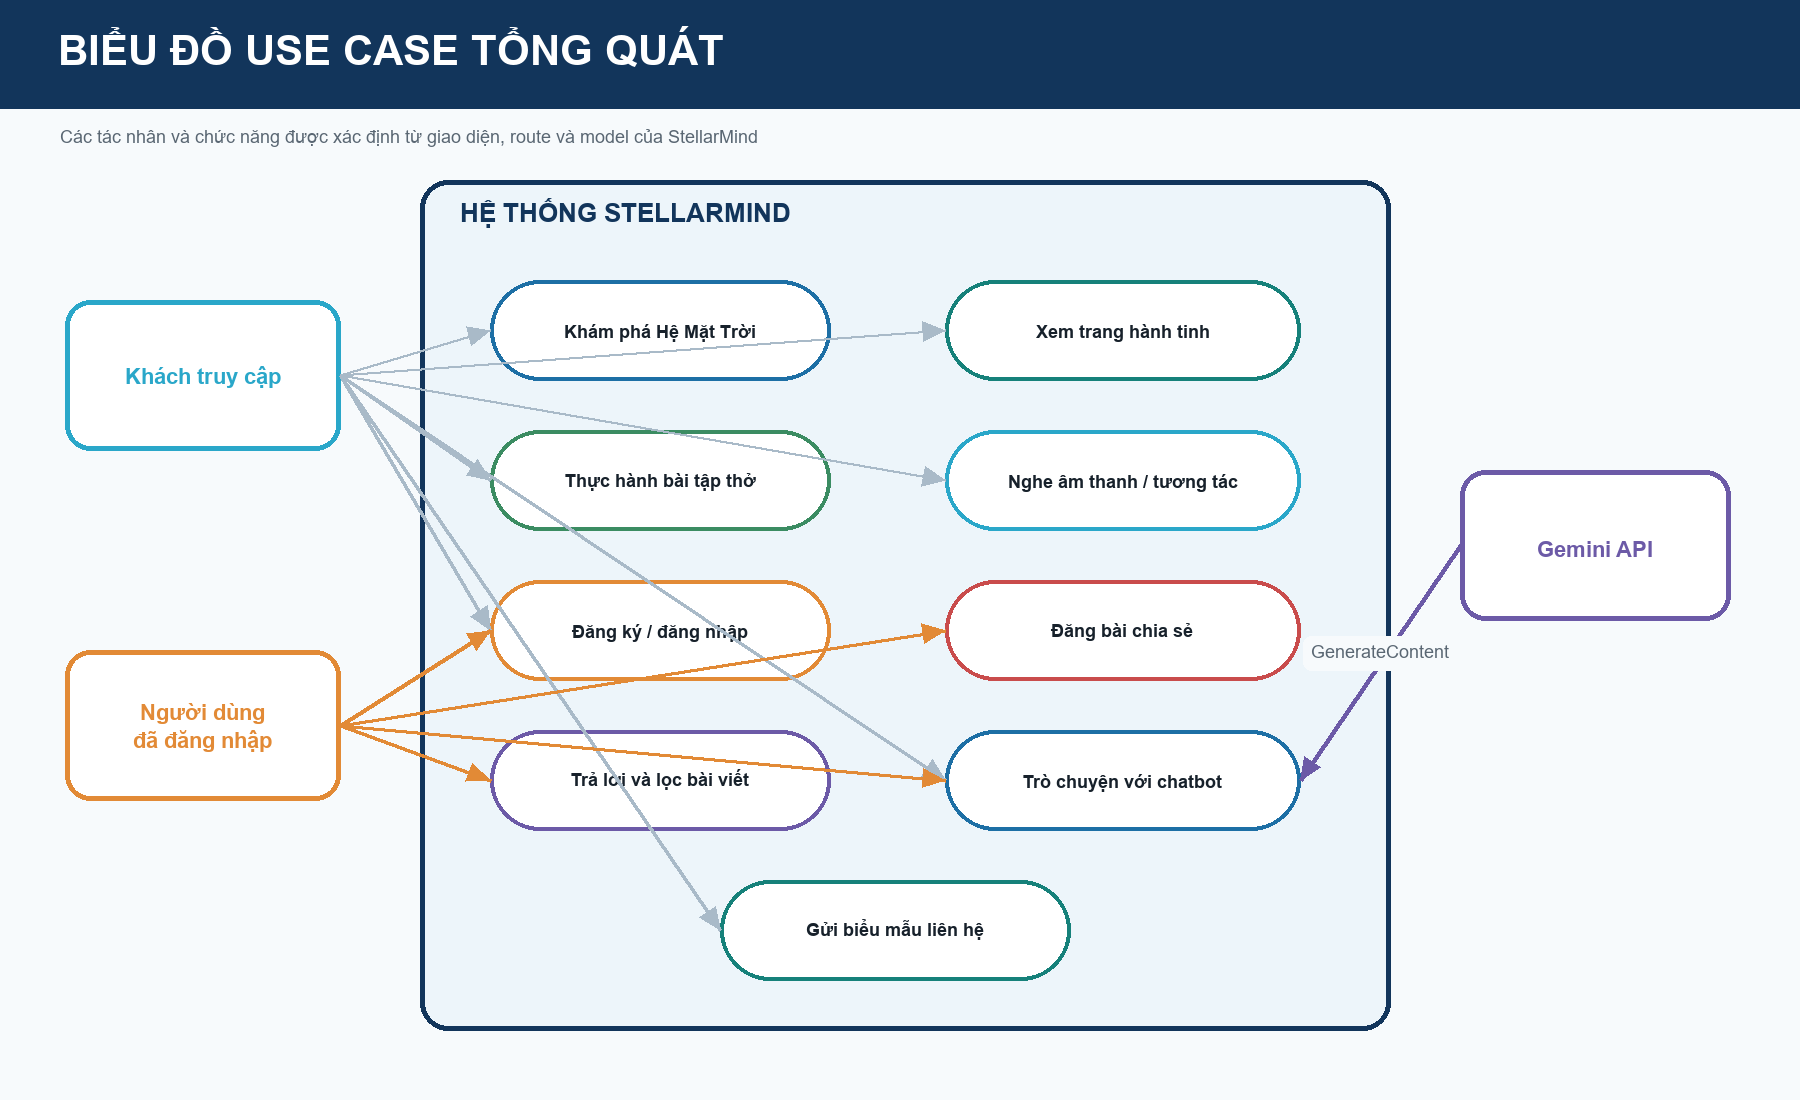 BIỂU ĐỒ USE CASE TỔNG QUÁT
Các tác nhân và chức năng được xác định từ giao diện, route và model của StellarMind
HỆ THỐNG STELLARMIND
Khách truy cập
Khám phá Hệ Mặt Trời
Xem trang hành tinh
Thực hành bài tập thở
Nghe âm thanh / tương tác
Gemini API
Đăng ký / đăng nhập
Đăng bài chia sẻ
GenerateContent
Người dùng
đã đăng nhập
Trả lời và lọc bài viết
Trò chuyện với chatbot
Gửi biểu mẫu liên hệ